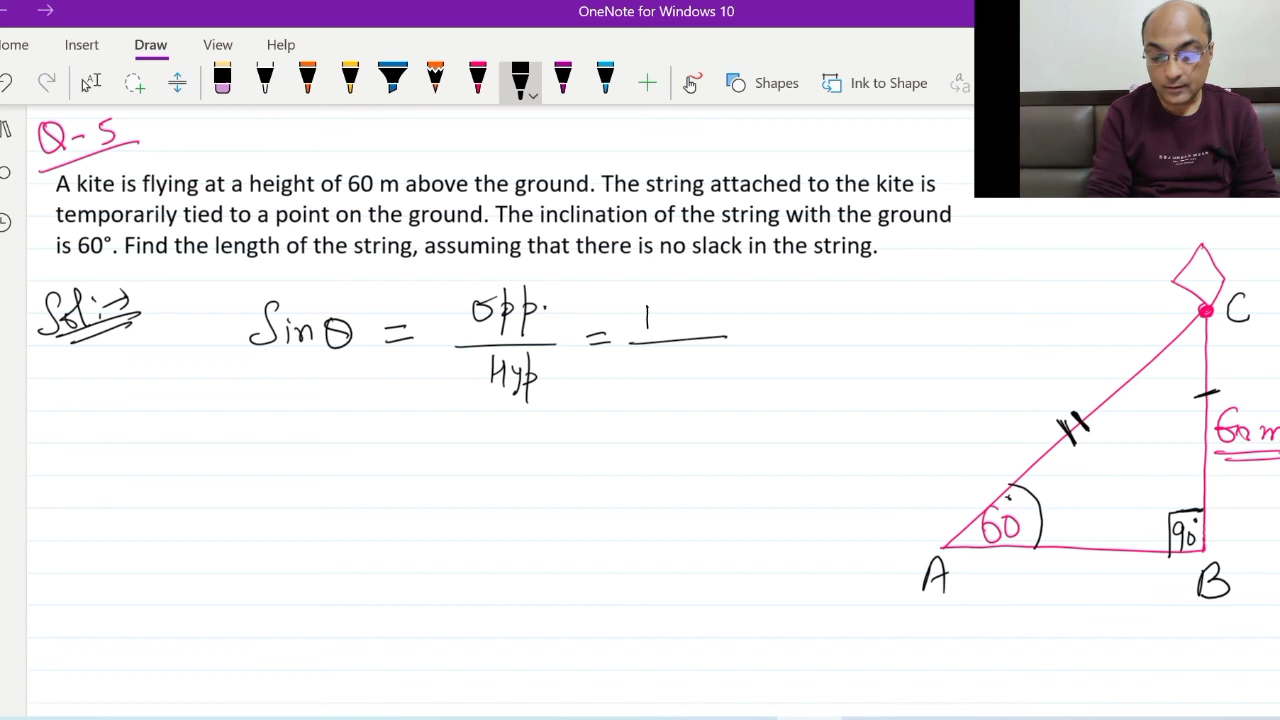 OneNote for Windows 10
ome Insert Draw View Help
Shapes Ink to Shape
Q-5
A kite is flying at a height of 60 m above the ground. The string attached to the kite is
temporarily tied to a point on the ground. The inclination of the string with the ground
is 60°. Find the length of the string, assuming that there is no slack in the string.
Sol:→
Sin θ = opp. / Hyp =
C
60 m
60°
90°
A
B